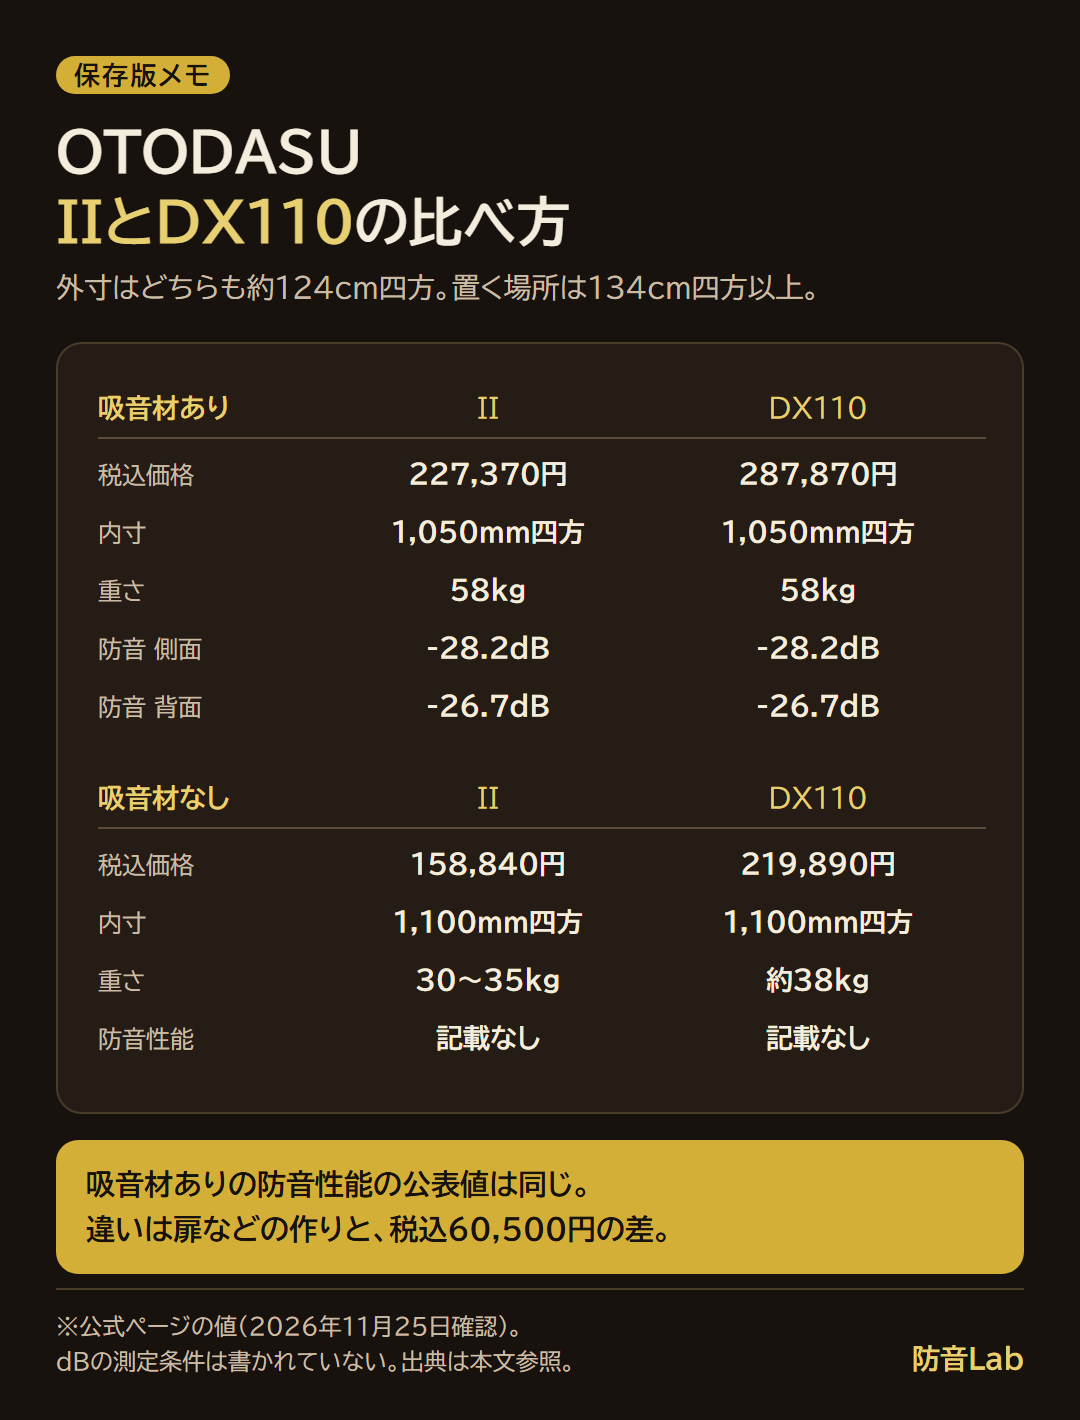 保存版メモ
OTODASU
IIとDX110の比べ方
外寸はどちらも約124cm四方。置く場所は134cm四方以上。
吸音材あり II DX110
税込価格 227,370円 287,870円
内寸 1,050mm四方 1,050mm四方
重さ 58kg 58kg
防音 側面 -28.2dB -28.2dB
防音 背面 -26.7dB -26.7dB
吸音材なし II DX110
税込価格 158,840円 219,890円
内寸 1,100mm四方 1,100mm四方
重さ 30〜35kg 約38kg
防音性能 記載なし 記載なし
吸音材ありの防音性能の公表値は同じ。
違いは扉などの作りと、税込60,500円の差。
※公式ページの値(2026年11月25日確認)。
dBの測定条件は書かれていない。出典は本文参照。
防音Lab